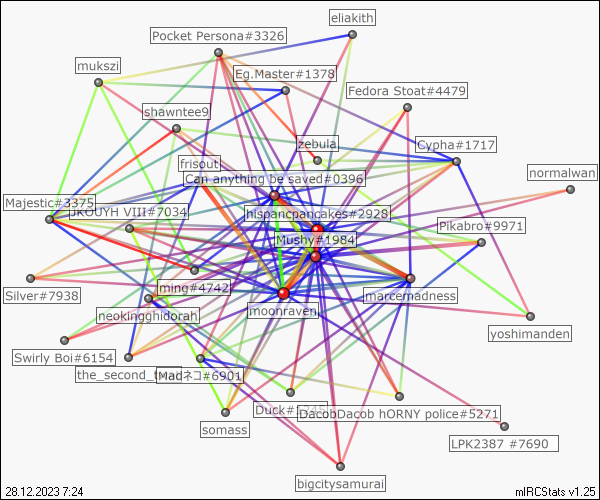 eliakith
Pocket Persona#3326
mukszi
Eg.Master#1378
Fedora Stoat#4479
shawntee9
zebula
Cypha#1717
frisout
Can anything be saved#0396
normalwan
Majestic#3375
JKOUYH VIII#7034
hispanicpancakes#2928
Pikabro#9971
Mushy#1984
Silver#7938
ming#4742
marcemadness
neokingghidorah
moonraven
yoshimanden
Swirly Boi#6154
the_second_
Madネコ#6901
Duck#
DacobDacob hORNY police#5271
somass
LPK2387 #7690
bigcitysamurai
28.12.2023 7:24
mIRCStats v1.25